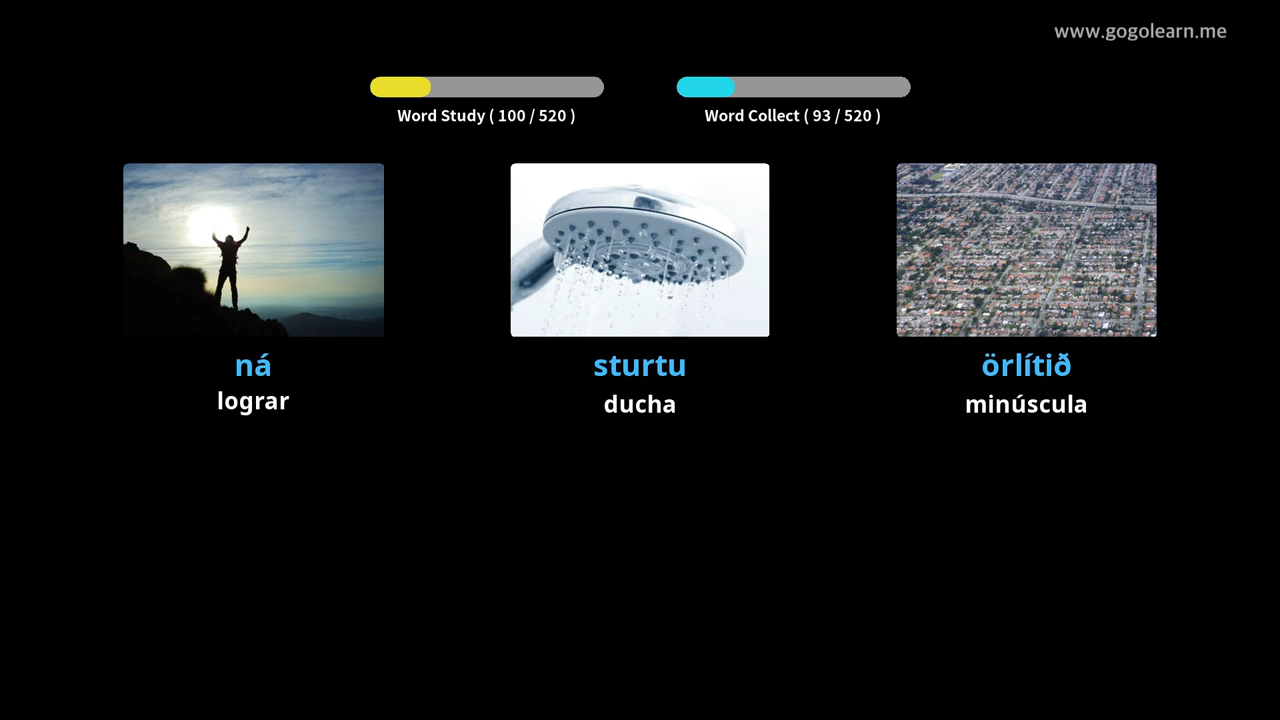 www.gogolearn.me
Word Study ( 100 / 520 )
Word Collect ( 93 / 520 )
ná
lograr
sturtu
ducha
örlítið
minúscula